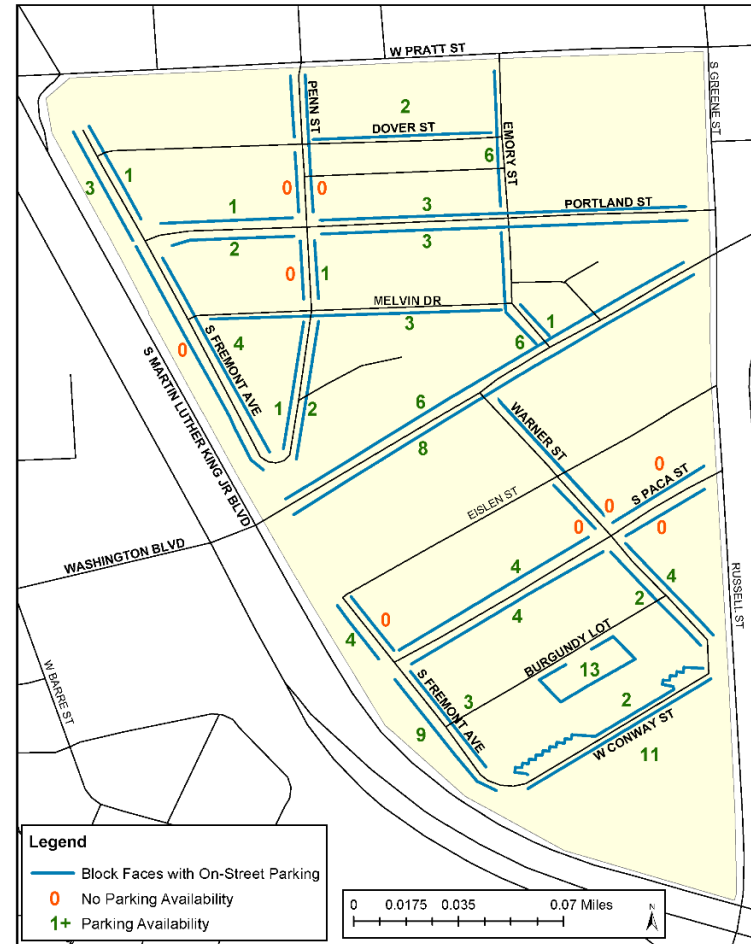 W PRATT ST
PENN ST
2
DOVER ST
EMORY ST
S GREENE ST
6
3
1
0
0
1
3
PORTLAND ST
2
3
0
1
MELVIN DR
3
1
6
4
0
S FREMONT AVE
S MARTIN LUTHER KING JR BLVD
1
2
6
8
WARNER ST
0
S PACA ST
0
0
0
EISLEN ST
WASHINGTON BLVD
4
4
4
2
RUSSELL ST
0
4
BURGUNDY LOT
13
S FREMONT AVE
3
2
9
W CONWAY ST
11
W BARRE ST
Legend
Block Faces with On-Street Parking
0 No Parking Availability
1+ Parking Availability
0 0.0175 0.035 0.07 Miles
N